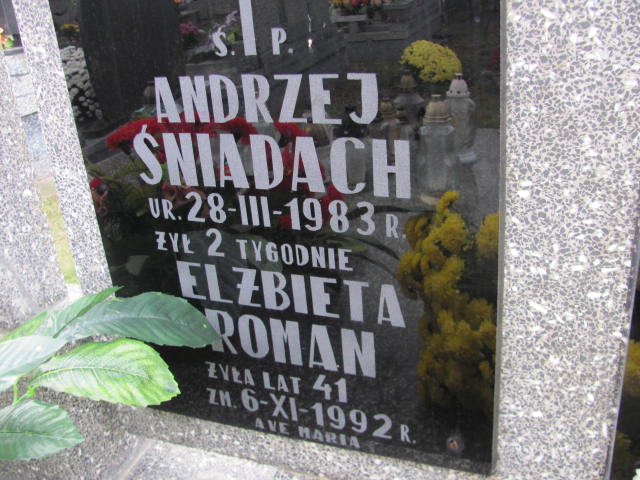 Ś. P.
ANDRZEJ
ŚNIADACH
UR. 28-III-1983 R.
ŻYŁ 2 TYGODNIE
ELŻBIETA
ROMAN
ŻYŁA LAT 41
ZM. 6-XI-1992 R.
AVE MARIA